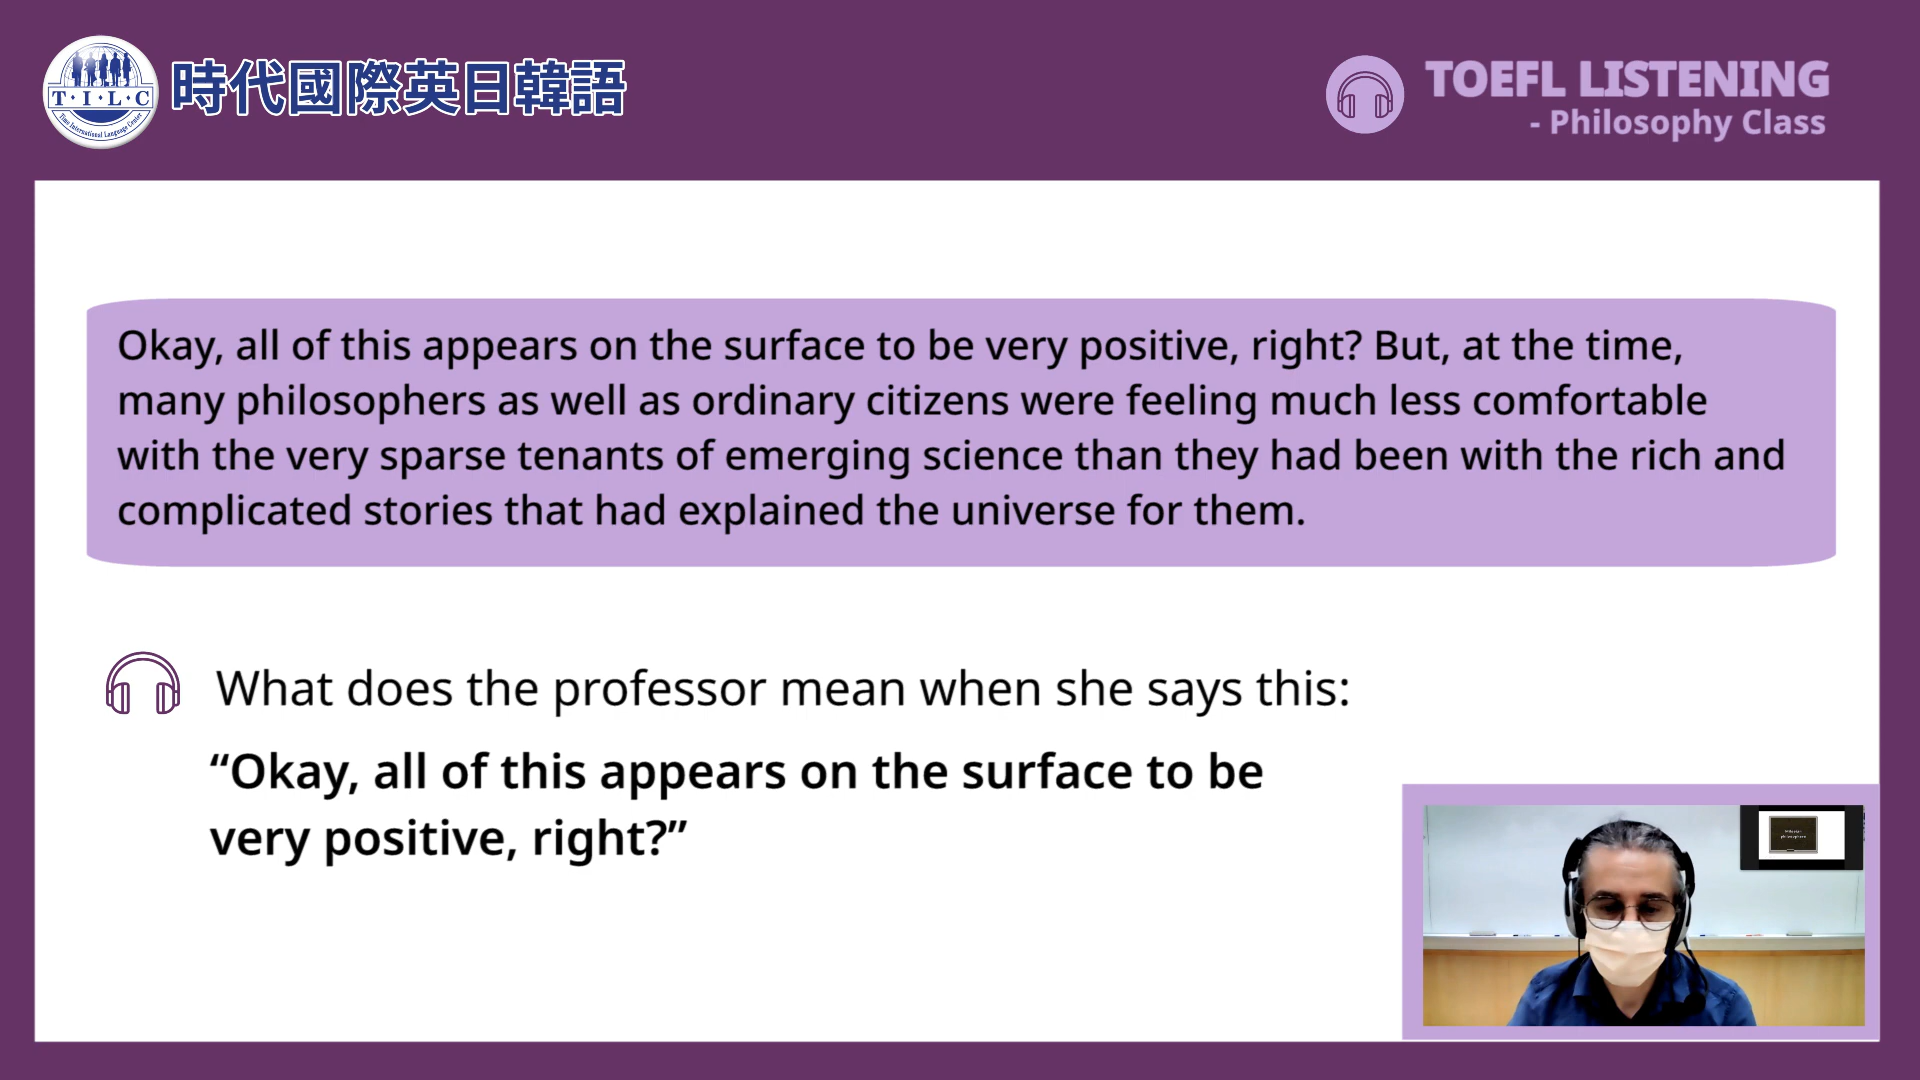 T·I·L·C
Time International Language Center
時代國際英日韓語
TOEFL LISTENING
- Philosophy Class
Okay, all of this appears on the surface to be very positive, right? But, at the time,
many philosophers as well as ordinary citizens were feeling much less comfortable
with the very sparse tenants of emerging science than they had been with the rich and
complicated stories that had explained the universe for them.
What does the professor mean when she says this:
“Okay, all of this appears on the surface to be
very positive, right?”